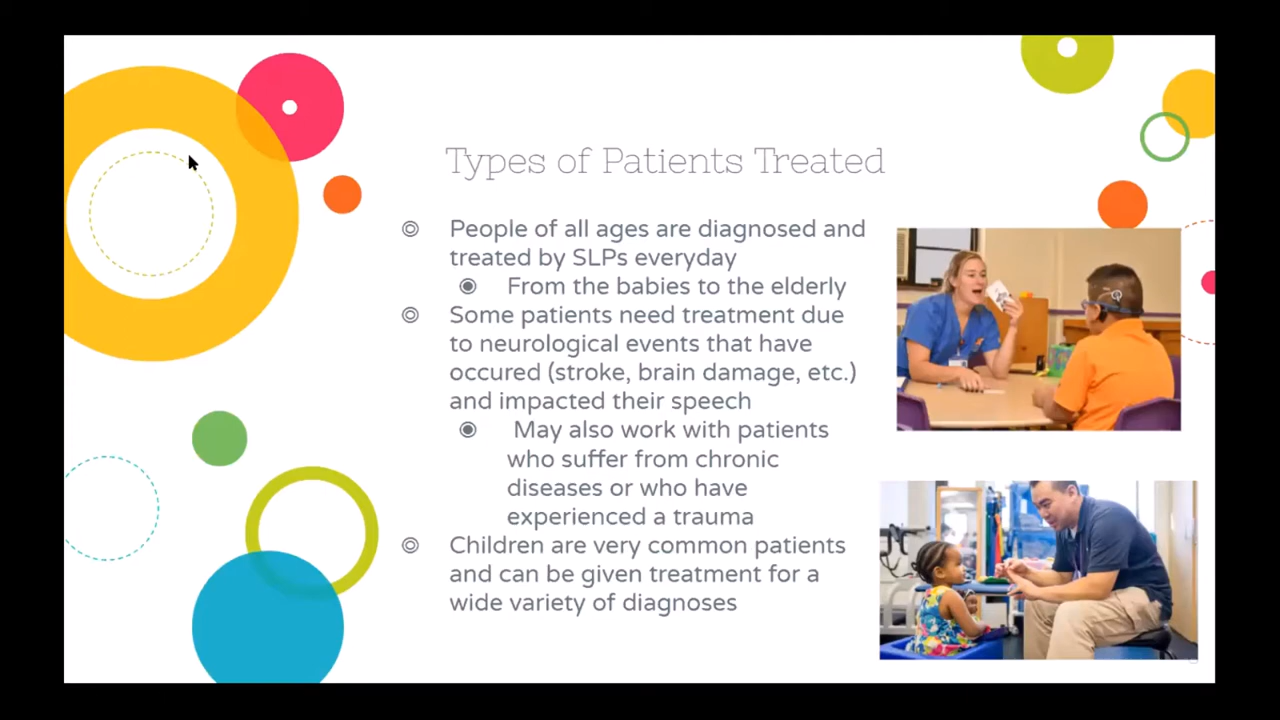 Types of Patients Treated
People of all ages are diagnosed and
treated by SLPs everyday
From the babies to the elderly
Some patients need treatment due
to neurological events that have
occured (stroke, brain damage, etc.)
and impacted their speech
May also work with patients
who suffer from chronic
diseases or who have
experienced a trauma
Children are very common patients
and can be given treatment for a
wide variety of diagnoses